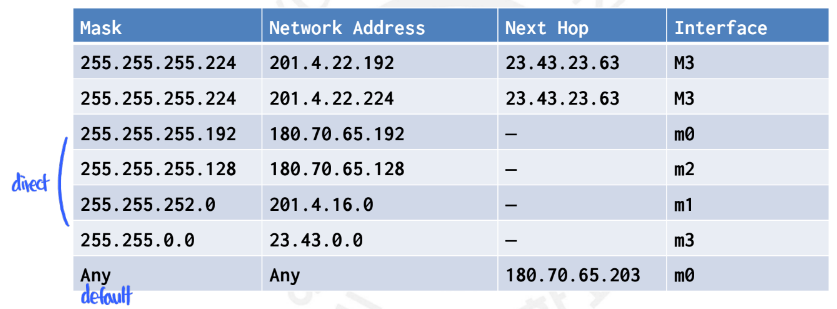 Mask Network Address Next Hop Interface
255.255.255.224 201.4.22.192 23.43.23.63 M3
255.255.255.224 201.4.22.224 23.43.23.63 M3
255.255.255.192 180.70.65.192 – m0
direct
255.255.255.128 180.70.65.128 – m2
255.255.252.0 201.4.16.0 – m1
255.255.0.0 23.43.0.0 – m3
Any Any 180.70.65.203 m0
default